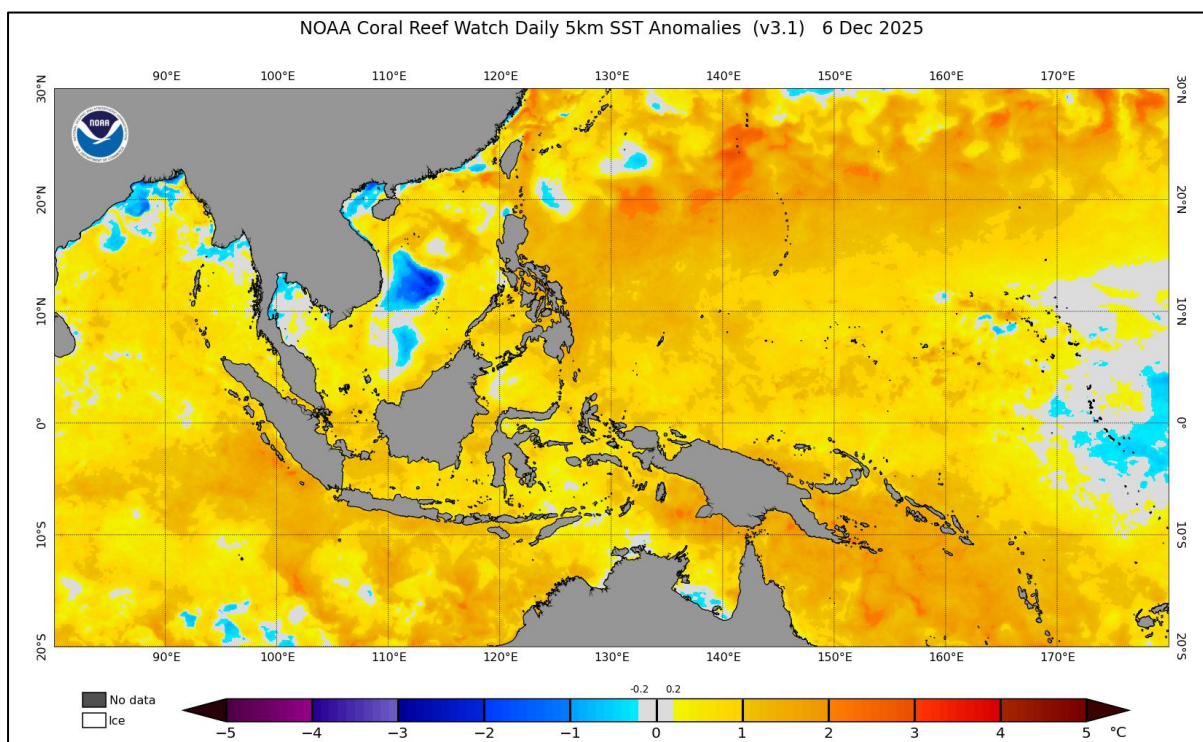 NOAA Coral Reef Watch Daily 5km SST Anomalies (v3.1) 6 Dec 2025
90°E 100°E 110°E 120°E 130°E 140°E 150°E 160°E 170°E
30°N 30°N
NOAA
20°N 20°N
10°N 10°N
0° 0°
10°S 10°S
20°S 20°S
90°E 100°E 110°E 120°E 130°E 140°E 150°E 160°E 170°E
-0.2 0.2
No data
Ice
−5 −4 −3 −2 −1 0 1 2 3 4 5 °C